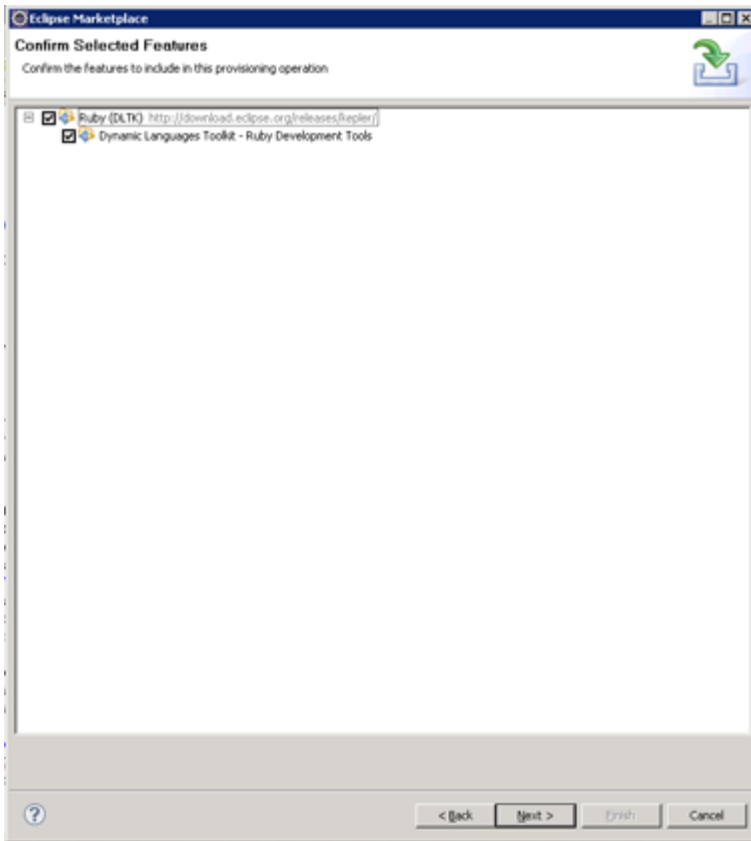 Eclipse Marketplace
Confirm Selected Features
Confirm the features to include in this provisioning operation
Ruby (DLTK) http://download.eclipse.org/releases/kepler/
Dynamic Languages Toolkit - Ruby Development Tools
?
< Back Next > Finish Cancel